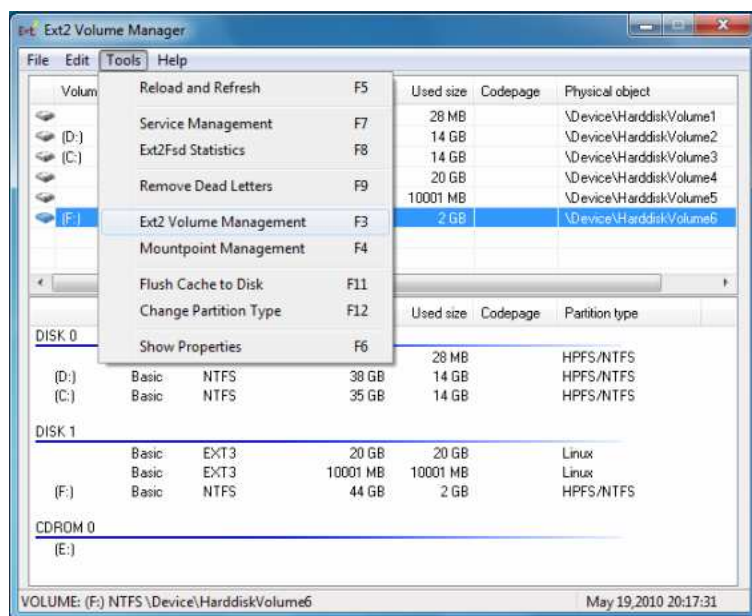 Ext2 Volume Manager
File Edit Tools Help
Volum Used size Codepage Physical object
28 MB \Device\HarddiskVolume1
(D:) 14 GB \Device\HarddiskVolume2
(C:) 14 GB \Device\HarddiskVolume3
20 GB \Device\HarddiskVolume4
10001 MB \Device\HarddiskVolume5
(F:) 2 GB \Device\HarddiskVolume6
Reload and Refresh F5
Service Management F7
Ext2Fsd Statistics F8
Remove Dead Letters F9
Ext2 Volume Management F3
Mountpoint Management F4
Flush Cache to Disk F11
Change Partition Type F12
Show Properties F6
Used size Codepage Partition type
DISK 0
28 MB HPFS/NTFS
(D:) Basic NTFS 38 GB 14 GB HPFS/NTFS
(C:) Basic NTFS 35 GB 14 GB HPFS/NTFS
DISK 1
Basic EXT3 20 GB 20 GB Linux
Basic EXT3 10001 MB 10001 MB Linux
(F:) Basic NTFS 44 GB 2 GB HPFS/NTFS
CDROM 0
(E:)
VOLUME: (F:) NTFS \Device\HarddiskVolume6 May 19,2010 20:17:31